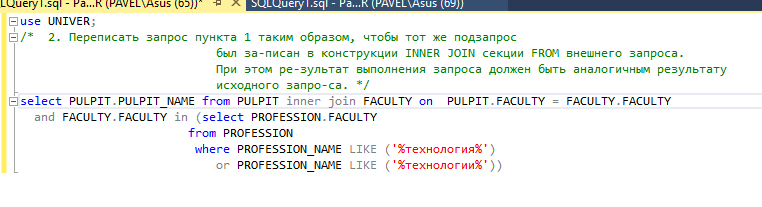 LQuery1.sql - Pa...R (PAVEL\Asus (65))* SQLQuery1.sql - Pa...R (PAVEL\Asus (69))
use UNIVER;
/* 2. Переписать запрос пункта 1 таким образом, чтобы тот же подзапрос
был за-писан в конструкции INNER JOIN секции FROM внешнего запроса.
При этом ре-зультат выполнения запроса должен быть аналогичным результату
исходного запро-са. */
select PULPIT.PULPIT_NAME from PULPIT inner join FACULTY on PULPIT.FACULTY = FACULTY.FACULTY
and FACULTY.FACULTY in (select PROFESSION.FACULTY
from PROFESSION
where PROFESSION_NAME LIKE ('%технология%')
or PROFESSION_NAME LIKE ('%технологии%'))